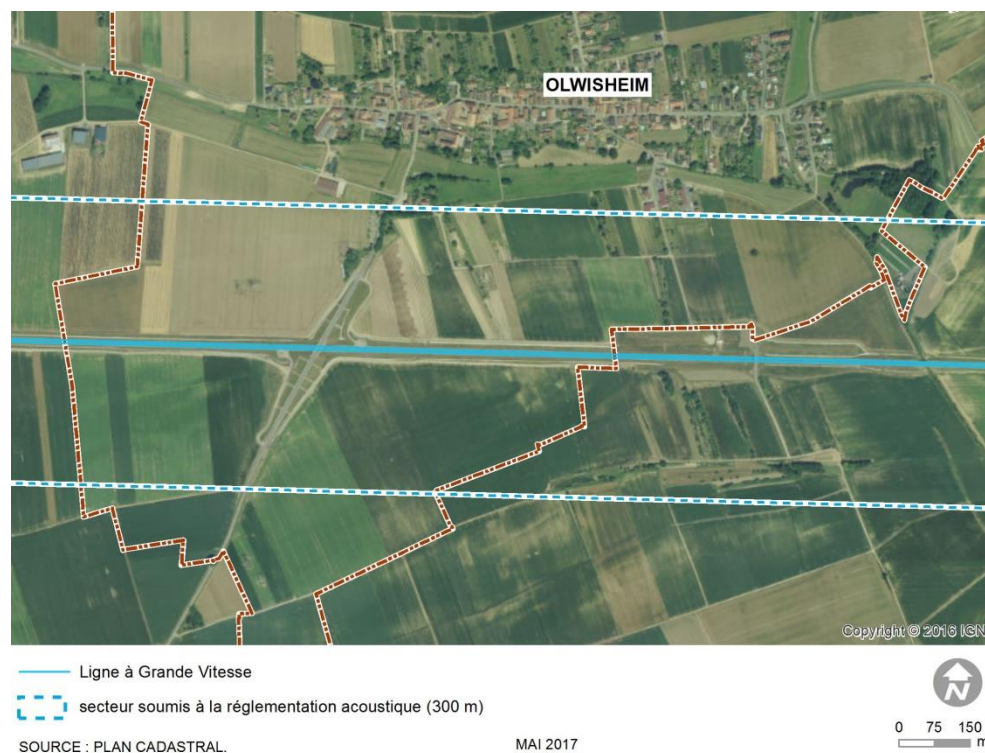 OLWISHEIM
Copyright © 2016 IGN
Ligne à Grande Vitesse
N
secteur soumis à la réglementation acoustique (300 m)
0 75 150
m
SOURCE : PLAN CADASTRAL.
MAI 2017